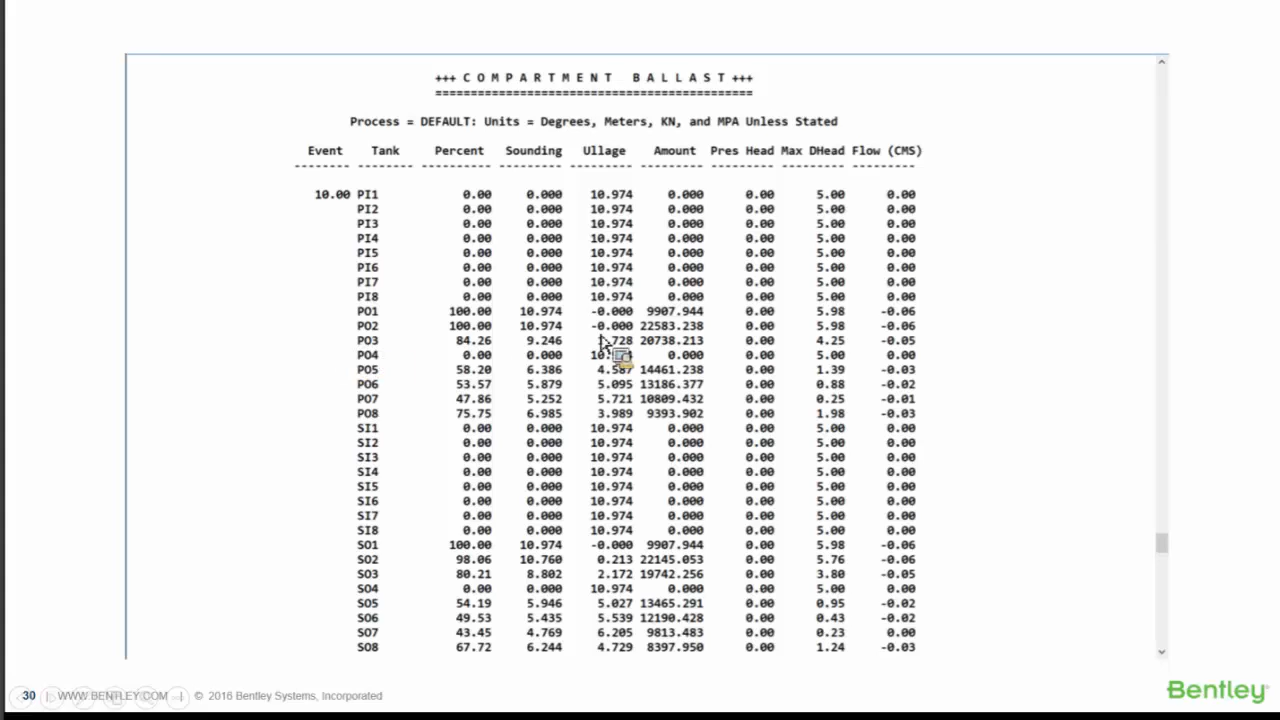 +++ C O M P A R T M E N T   B A L L A S T +++
===========================================
Process = DEFAULT: Units = Degrees, Meters, KN, and MPA Unless Stated
Event Tank Percent Sounding Ullage Amount Pres Head Max DHead Flow (CMS)
-------- -------- ---------- --------- --------- --------- --------- --------- ---------
10.00 PI1 0.00 0.000 10.974 0.000 0.00 5.00 0.00
PI2 0.00 0.000 10.974 0.000 0.00 5.00 0.00
PI3 0.00 0.000 10.974 0.000 0.00 5.00 0.00
PI4 0.00 0.000 10.974 0.000 0.00 5.00 0.00
PI5 0.00 0.000 10.974 0.000 0.00 5.00 0.00
PI6 0.00 0.000 10.974 0.000 0.00 5.00 0.00
PI7 0.00 0.000 10.974 0.000 0.00 5.00 0.00
PI8 0.00 0.000 10.974 0.000 0.00 5.00 0.00
PO1 100.00 10.974 -0.000 9907.944 0.00 5.98 -0.06
PO2 100.00 10.974 -0.000 22583.238 0.00 5.98 -0.06
PO3 84.26 9.246 20738.213 0.00 4.25 -0.05
PO4 0.00 0.000 0.000 0.00 5.00 0.00
PO5 58.20 6.386 4.587 14461.238 0.00 1.39 -0.03
PO6 53.57 5.879 5.095 13186.377 0.00 0.88 -0.02
PO7 47.86 5.252 5.721 10809.432 0.00 0.25 -0.01
PO8 75.75 6.985 3.989 9393.902 0.00 1.98 -0.03
SI1 0.00 0.000 10.974 0.000 0.00 5.00 0.00
SI2 0.00 0.000 10.974 0.000 0.00 5.00 0.00
SI3 0.00 0.000 10.974 0.000 0.00 5.00 0.00
SI4 0.00 0.000 10.974 0.000 0.00 5.00 0.00
SI5 0.00 0.000 10.974 0.000 0.00 5.00 0.00
SI6 0.00 0.000 10.974 0.000 0.00 5.00 0.00
SI7 0.00 0.000 10.974 0.000 0.00 5.00 0.00
SI8 0.00 0.000 10.974 0.000 0.00 5.00 0.00
SO1 100.00 10.974 -0.000 9907.944 0.00 5.98 -0.06
SO2 98.06 10.760 0.213 22145.053 0.00 5.76 -0.06
SO3 80.21 8.802 2.172 19742.256 0.00 3.80 -0.05
SO4 0.00 0.000 10.974 0.000 0.00 5.00 0.00
SO5 54.19 5.946 5.027 13465.291 0.00 0.95 -0.02
SO6 49.53 5.435 5.539 12190.428 0.00 0.43 -0.02
SO7 43.45 4.769 6.205 9813.483 0.00 0.23 0.00
SO8 67.72 6.244 4.729 8397.950 0.00 1.24 -0.03
30 | WWW.BENTLEY.COM | © 2016 Bentley Systems, Incorporated
Bentley